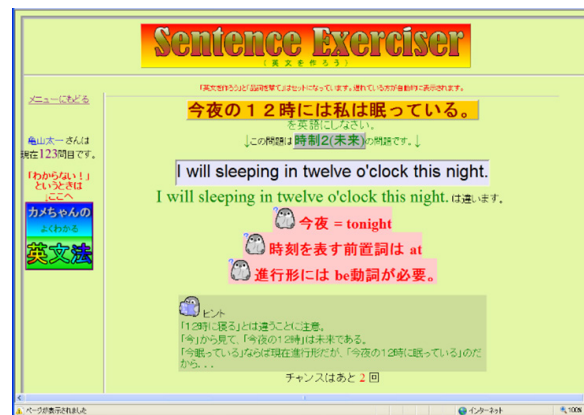 Sentence Exerciser
(英文を作ろう)
「英文を作ろう」と「品詞を撃て」はセットになっています。遅れている方が自動的に表示されます。
メニューにもどる
今夜の12時には私は眠っている。
を英語にしなさい。
↓この問題は時制2(未来)の問題です。↓
亀山太一さんは
現在123問目です。
I will sleeping in twelve o'clock this night.
「わからない!」
というときは
↓ここへ
I will sleeping in twelve o'clock this night. は違います。
カメちゃんの
よくわかる
英文法
今夜 = tonight
時刻を表す前置詞は at
進行形には be動詞が必要。
ヒント
「12時に寝る」とは違うことに注意。
「今」から見て、「今夜の12時」は未来である。
「今眠っている」ならば現在進行形だが、「今夜の12時に眠っている」のだ
から...
チャンスはあと 2 回
ページが表示されました
インターネット
100%